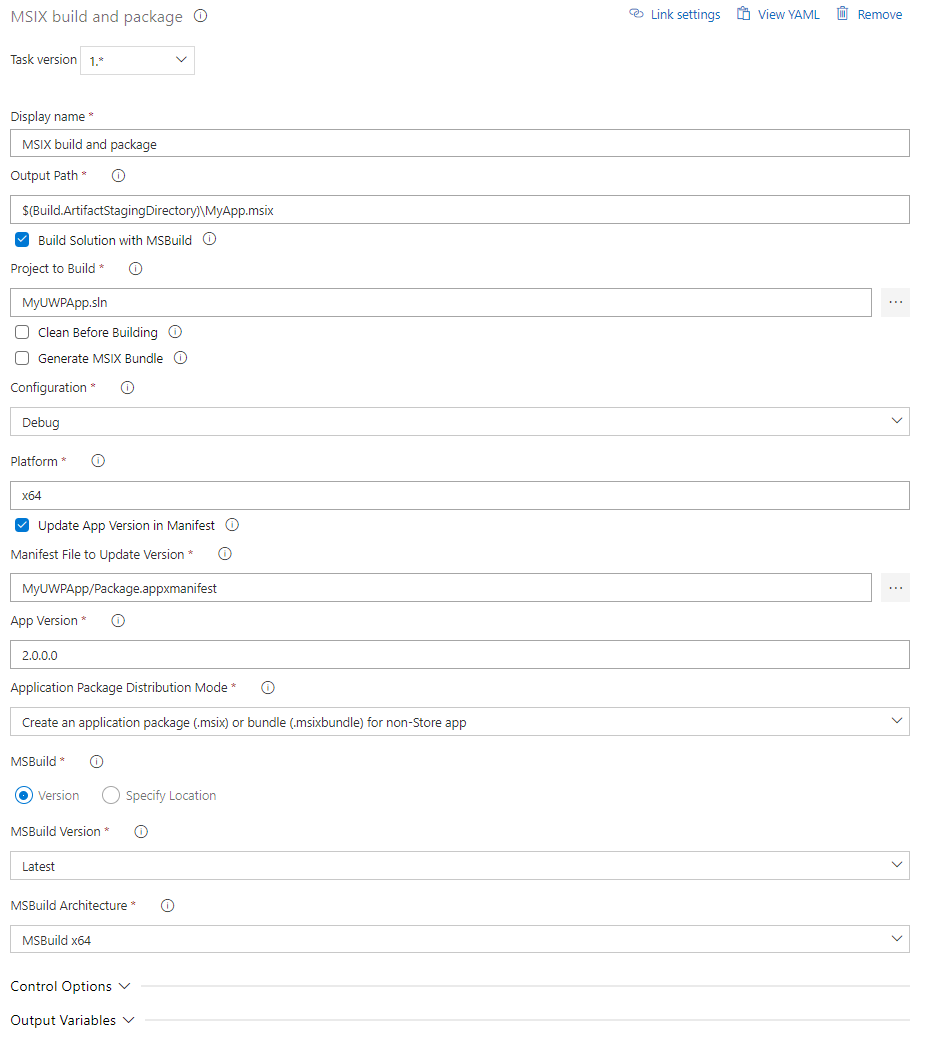 MSIX build and package
Link settings View YAML Remove
Task version 1.*
Display name *
MSIX build and package
Output Path *
$(Build.ArtifactStagingDirectory)\MyApp.msix
Build Solution with MSBuild
Project to Build *
MyUWPApp.sln
...
Clean Before Building
Generate MSIX Bundle
Configuration *
Debug
Platform *
x64
Update App Version in Manifest
Manifest File to Update Version *
MyUWPApp/Package.appxmanifest
...
App Version *
2.0.0.0
Application Package Distribution Mode *
Create an application package (.msix) or bundle (.msixbundle) for non-Store app
MSBuild *
Version Specify Location
MSBuild Version *
Latest
MSBuild Architecture *
MSBuild x64
Control Options
Output Variables